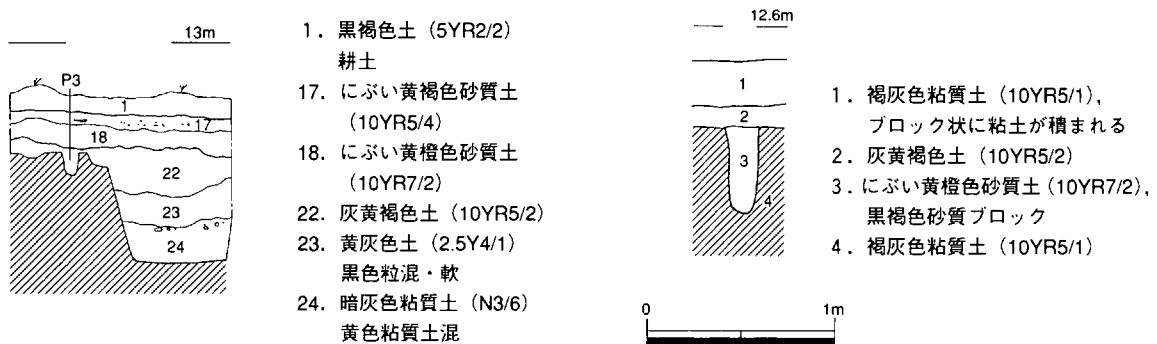 13m
P3
1
17
18
22
23
24
1．黒褐色土（5YR2/2）
耕土
17．にぶい黄褐色砂質土
（10YR5/4）
18．にぶい黄橙色砂質土
（10YR7/2）
22．灰黄褐色土（10YR5/2）
23．黄灰色土（2.5Y4/1）
黒色粒混・軟
24．暗灰色粘質土（N3/6）
黄色粘質土混
12.6m
1
2
3
4
1．褐灰色粘質土（10YR5/1），
ブロック状に粘土が積まれる
2．灰黄褐色土（10YR5/2）
3．にぶい黄橙色砂質土（10YR7/2），
黒褐色砂質ブロック
4．褐灰色粘質土（10YR5/1）
0 1m